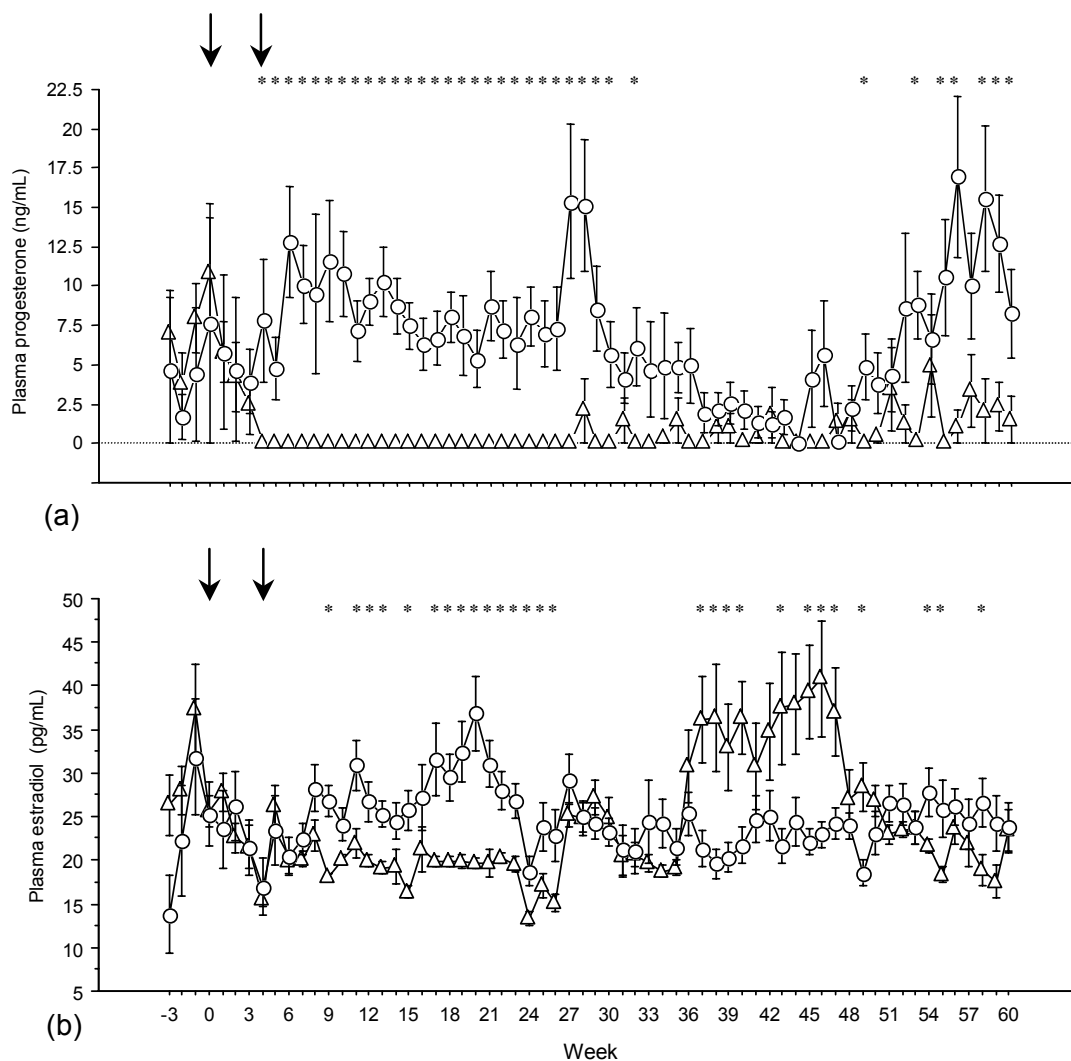 * * * * * * * * * * * * * * * * * * * * * * * * * * * * * * * * * * *
22.5
20
17.5
15
12.5
10
7.5
5
2.5
0
Plasma progesterone (ng/mL)
(a)
* * * * * * * * * * * * * * * * * * * * * * * * * * *
50
45
40
35
30
25
20
15
10
5
Plasma estradiol (pg/mL)
-3 0 3 6 9 12 15 18 21 24 27 30 33 36 39 42 45 48 51 54 57 60
(b)
Week